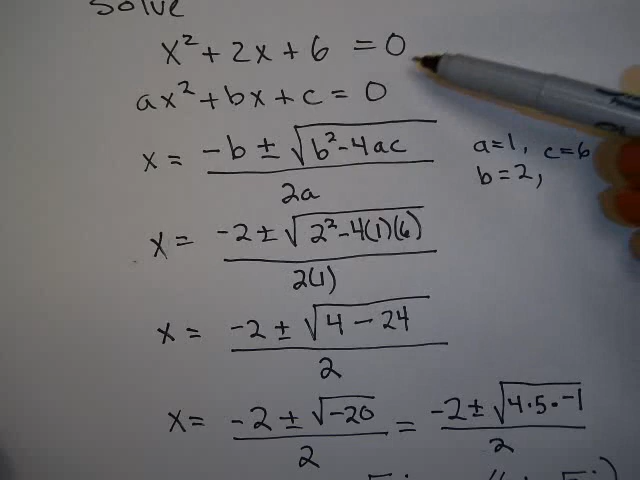 Solve
x² + 2x + 6 = 0
ax² + bx + c = 0
x = (-b ± √(b²-4ac)) / 2a
a=1, c=6
b=2,
x = (-2 ± √(2²-4(1)(6))) / 2(1)
x = (-2 ± √(4 - 24)) / 2
x = (-2 ± √(-20)) / 2 = (-2 ± √(4·5·-1)) / 2